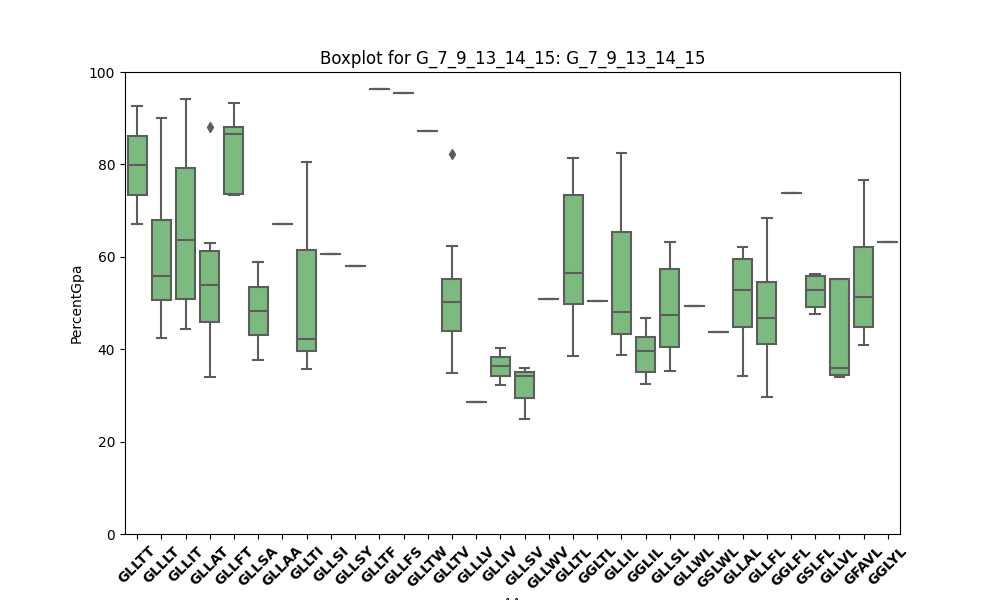 Boxplot for G_7_9_13_14_15: G_7_9_13_14_15
PercentGpa
100
80
60
40
20
0
GLLTT
GLLLT
GLLIT
GLLAT
GLLFT
GLLSA
GLLAA
GLLTI
GLLSI
GLLSY
GLLTF
GLLFS
GLLTW
GLLTV
GLLLV
GLLIV
GLLSV
GLLWV
GLLTL
GGLTL
GLLIL
GGLIL
GLLSL
GLLWL
GSLWL
GLLAL
GLLFL
GGLFL
GSLFL
GLLVL
GFAVL
GGLYL